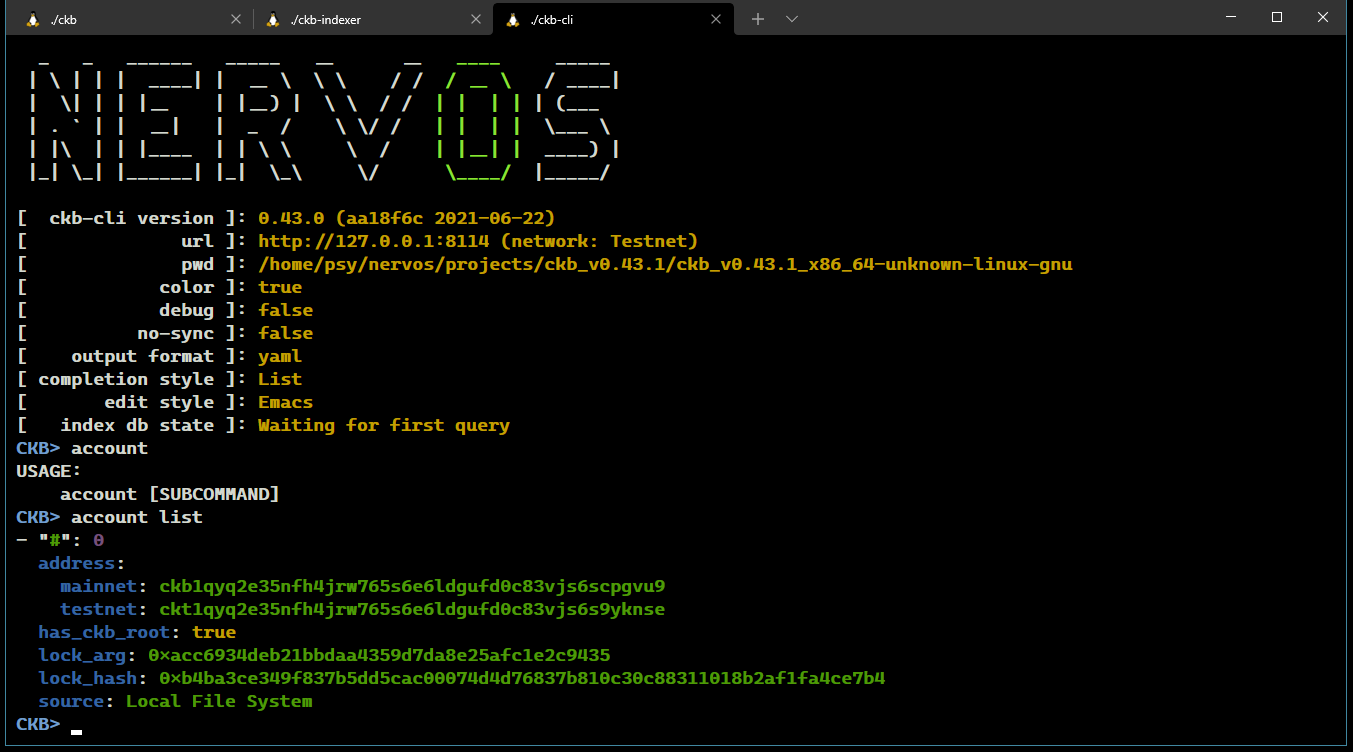 ./ckb
./ckb-indexer
./ckb-cli
NERVOS
[  ckb-cli version ]: 0.43.0 (aa18f6c 2021-06-22)
[              url ]: http://127.0.0.1:8114 (network: Testnet)
[              pwd ]: /home/psy/nervos/projects/ckb_v0.43.1/ckb_v0.43.1_x86_64-unknown-linux-gnu
[            color ]: true
[            debug ]: false
[          no-sync ]: false
[    output format ]: yaml
[ completion style ]: List
[       edit style ]: Emacs
[   index db state ]: Waiting for first query
CKB> account
USAGE:
    account [SUBCOMMAND]
CKB> account list
- "#": 0
  address:
    mainnet: ckb1qyq2e35nfh4jrw765s6e6ldgufd0c83vjs6scpgvu9
    testnet: ckt1qyq2e35nfh4jrw765s6e6ldgufd0c83vjs6s9yknse
  has_ckb_root: true
  lock_arg: 0xacc6934deb21bbdaa4359d7da8e25afc1e2c9435
  lock_hash: 0xb4ba3ce349f837b5dd5cac00074d4d76837b810c30c88311018b2af1fa4ce7b4
  source: Local File System
CKB>